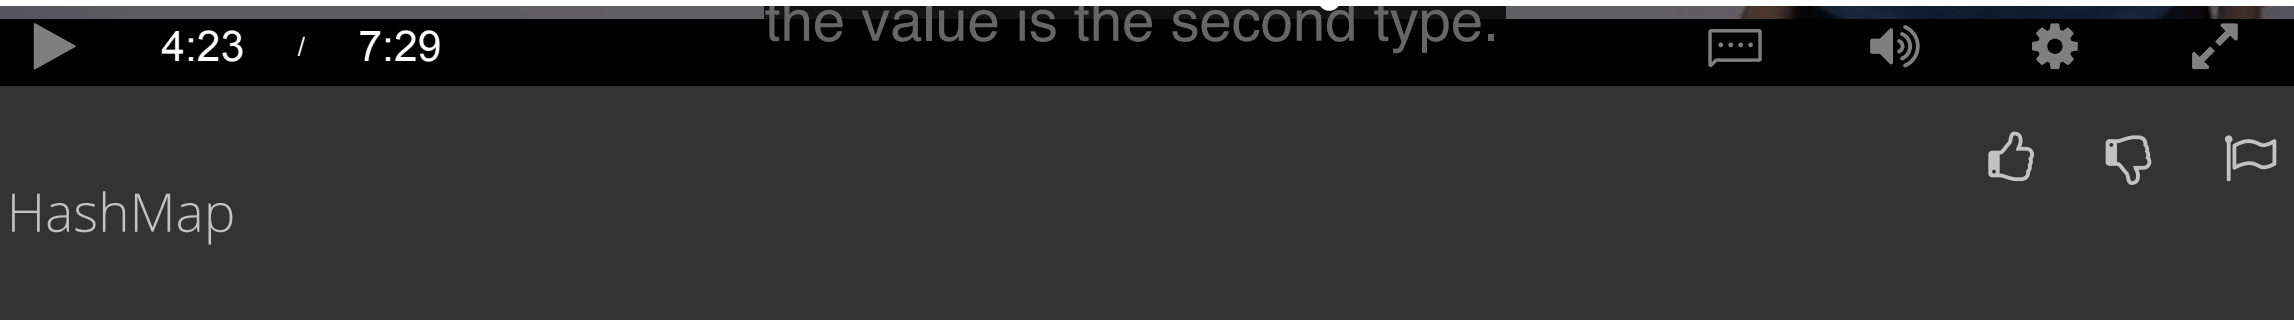 the value is the second type.
4:23 / 7:29
HashMap